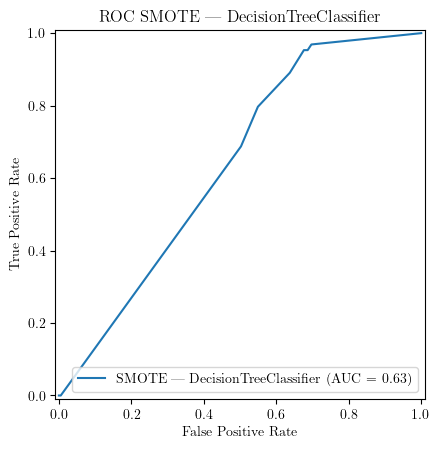 ROC SMOTE — DecisionTreeClassifier
1.0
0.8
0.6
0.4
0.2
0.0
True Positive Rate
SMOTE — DecisionTreeClassifier (AUC = 0.63)
0.0 0.2 0.4 0.6 0.8 1.0
False Positive Rate